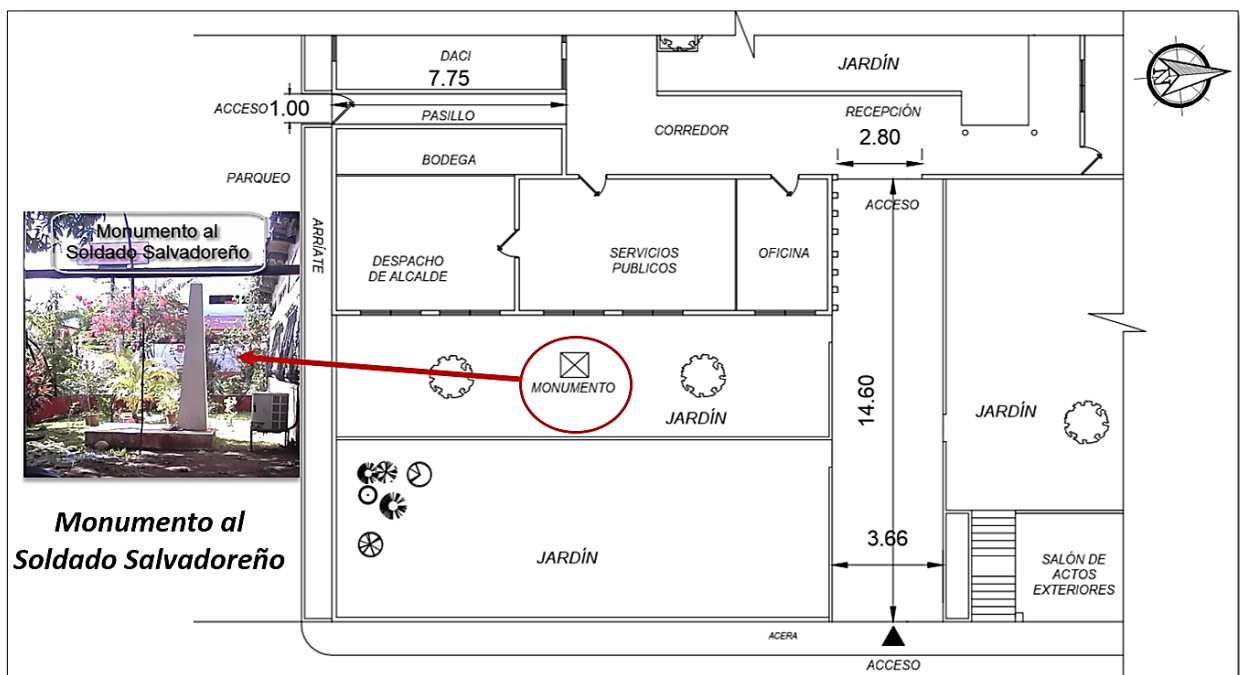 DACI
7.75
JARDÍN
N
ACCESO
1.00
PASILLO
RECEPCIÓN
2.80
CORREDOR
BODEGA
PARQUEO
ACCESO
Monumento al
Soldado Salvadoreño
ARRÍATE
DESPACHO
DE ALCALDE
SERVICIOS
PUBLICOS
OFICINA
MONUMENTO
JARDÍN
14.60
JARDÍN
Monumento al
Soldado Salvadoreño
JARDÍN
3.66
SALÓN DE
ACTOS
EXTERIORES
ACERA
ACCESO